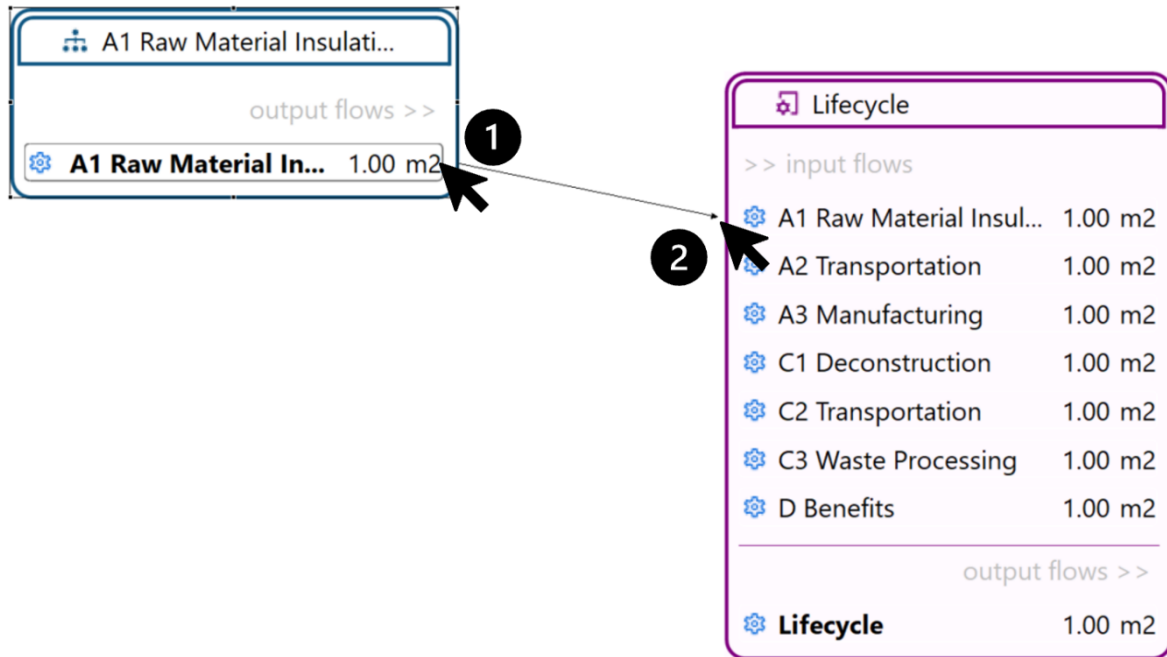 A1 Raw Material Insulati...
output flows >>
A1 Raw Material In... 1.00 m2
1
2
Lifecycle
>> input flows
A1 Raw Material Insul... 1.00 m2
A2 Transportation 1.00 m2
A3 Manufacturing 1.00 m2
C1 Deconstruction 1.00 m2
C2 Transportation 1.00 m2
C3 Waste Processing 1.00 m2
D Benefits 1.00 m2
output flows >>
Lifecycle 1.00 m2